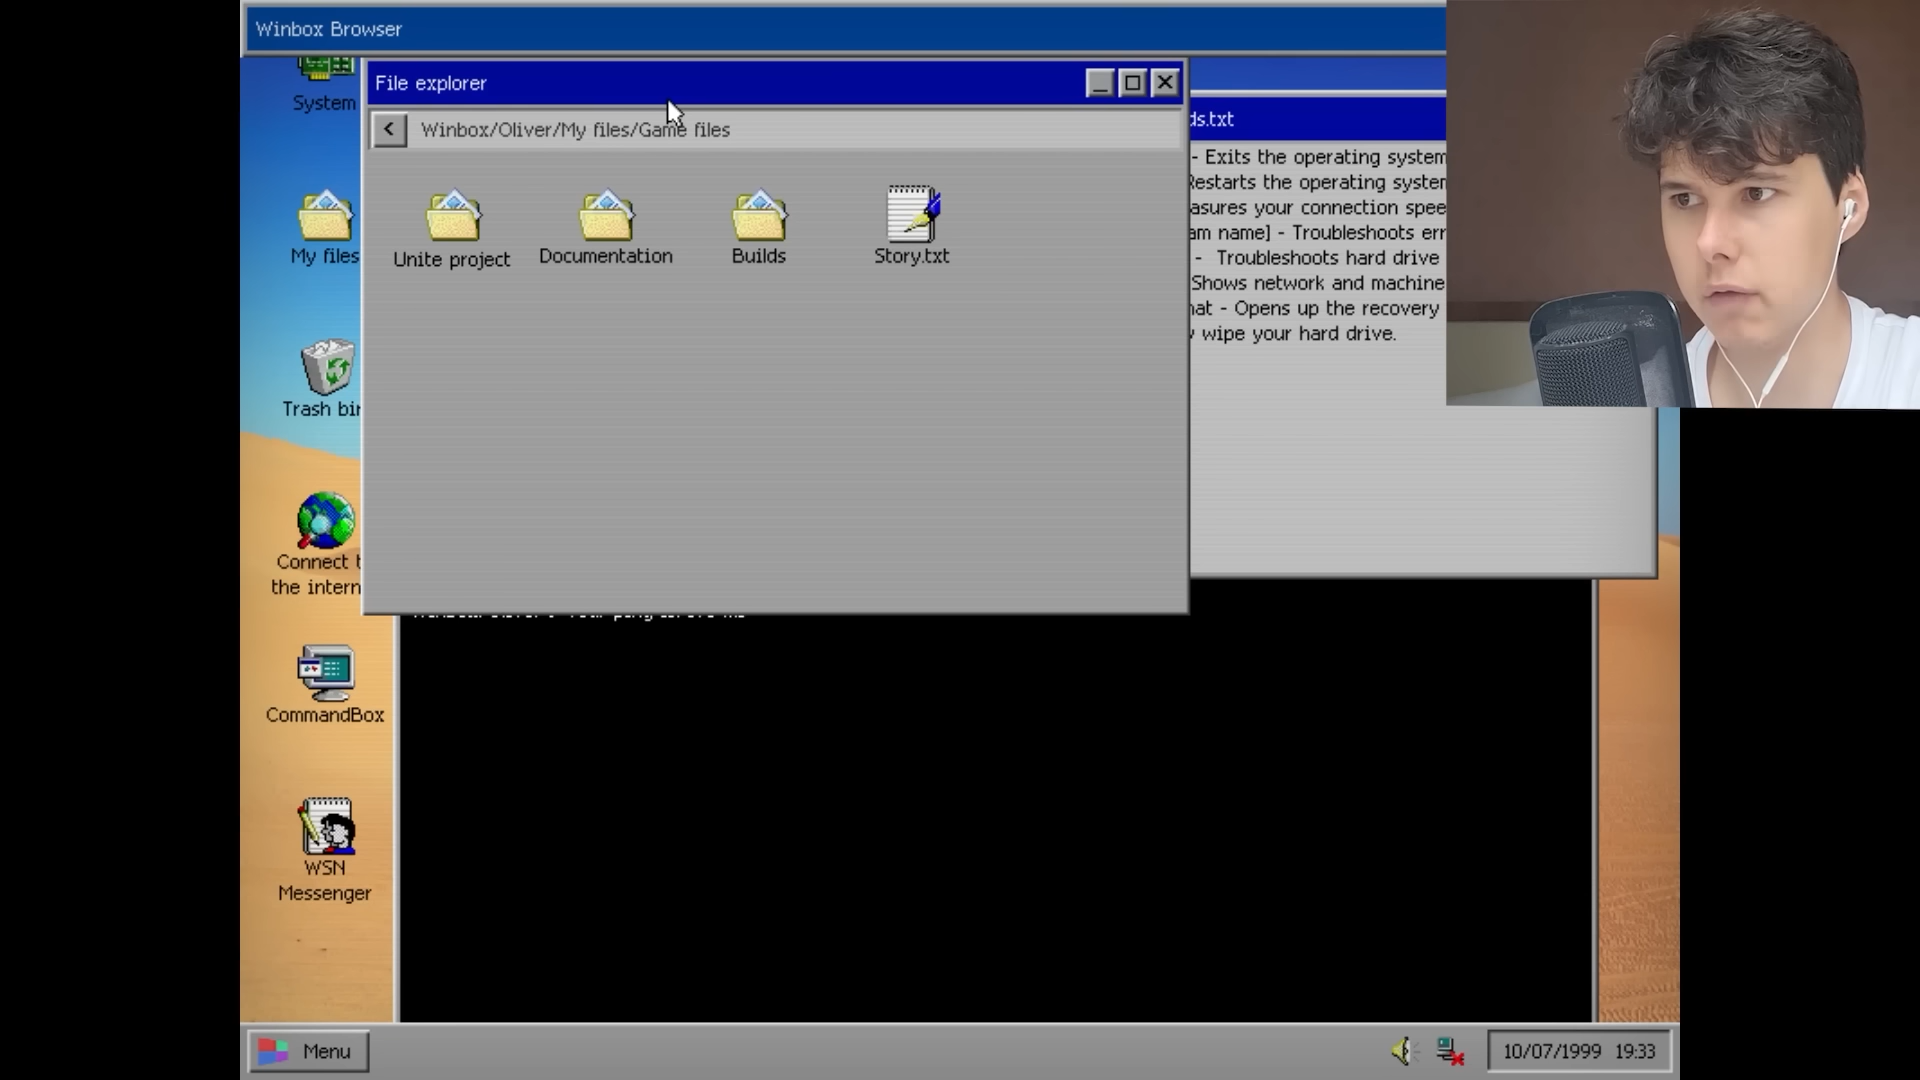 Winbox Browser
File explorer
Winbox/Oliver/My files/Game files
Unite project
Documentation
Builds
Story.txt
System
My files
Trash bin
Connect t
the intern
CommandBox
WSN
Messenger
ds.txt
- Exits the operating system
Restarts the operating system
asures your connection spee
am name] - Troubleshoots err
- Troubleshoots hard drive
Shows network and machine
hat - Opens up the recovery
wipe your hard drive.
Menu
10/07/1999 19:33